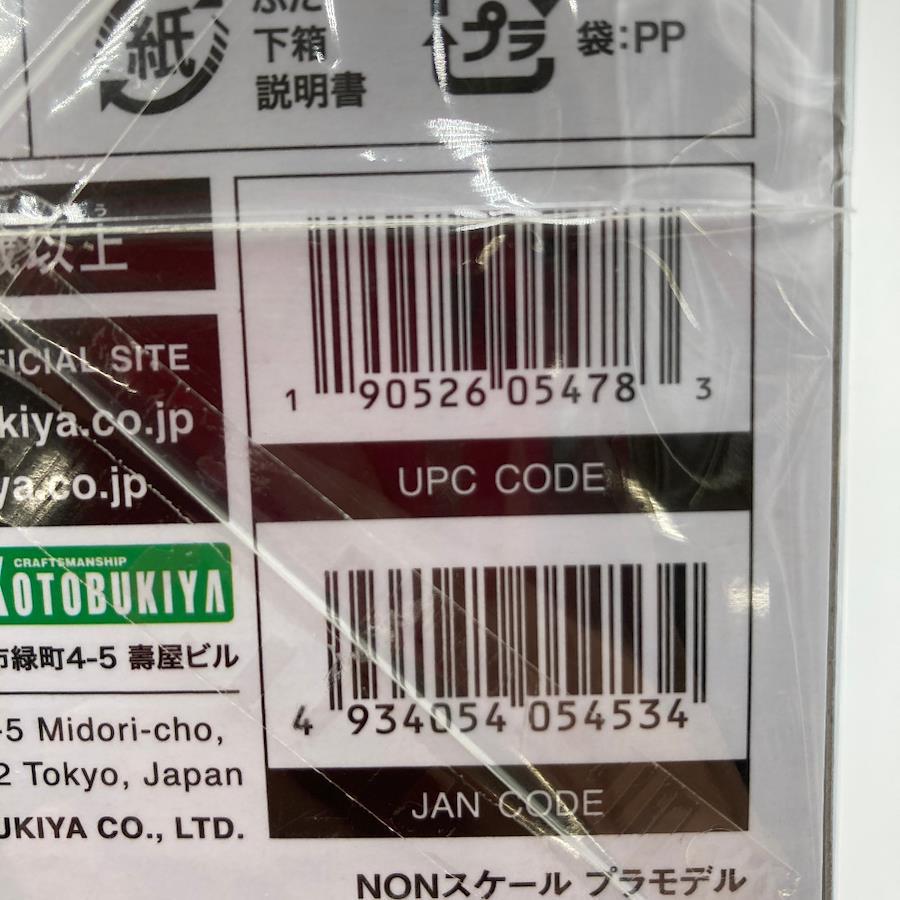 紙
下箱
説明書
プラ
袋:PP
以上
SITE
kiya.co.jp
ya.co.jp
CRAFTSMANSHIP
KOTOBUKIYA
市緑町4-5 壽屋ビル
-5 Midori-cho,
2 Tokyo, Japan
UKIYA CO., LTD.
1 90526 05478 3
UPC CODE
4 934054 054534
JAN CODE
NONスケール プラモデル